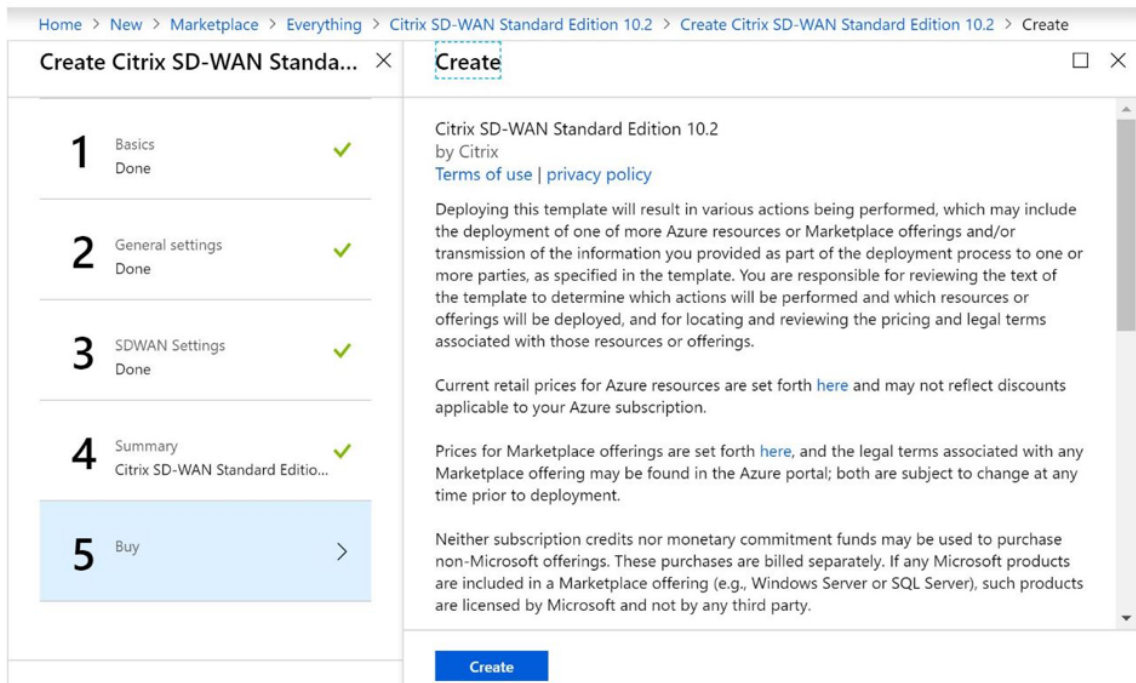 Home > New > Marketplace > Everything > Citrix SD-WAN Standard Edition 10.2 > Create Citrix SD-WAN Standard Edition 10.2 > Create
Create Citrix SD-WAN Standa...
1
Basics
Done
2
General settings
Done
3
SDWAN Settings
Done
4
Summary
Citrix SD-WAN Standard Editio...
5
Buy
Create
Citrix SD-WAN Standard Edition 10.2
by Citrix
Terms of use | privacy policy
Deploying this template will result in various actions being performed, which may include
the deployment of one of more Azure resources or Marketplace offerings and/or
transmission of the information you provided as part of the deployment process to one or
more parties, as specified in the template. You are responsible for reviewing the text of
the template to determine which actions will be performed and which resources or
offerings will be deployed, and for locating and reviewing the pricing and legal terms
associated with those resources or offerings.
Current retail prices for Azure resources are set forth here and may not reflect discounts
applicable to your Azure subscription.
Prices for Marketplace offerings are set forth here, and the legal terms associated with any
Marketplace offering may be found in the Azure portal; both are subject to change at any
time prior to deployment.
Neither subscription credits nor monetary commitment funds may be used to purchase
non-Microsoft offerings. These purchases are billed separately. If any Microsoft products
are included in a Marketplace offering (e.g., Windows Server or SQL Server), such products
are licensed by Microsoft and not by any third party.
Create